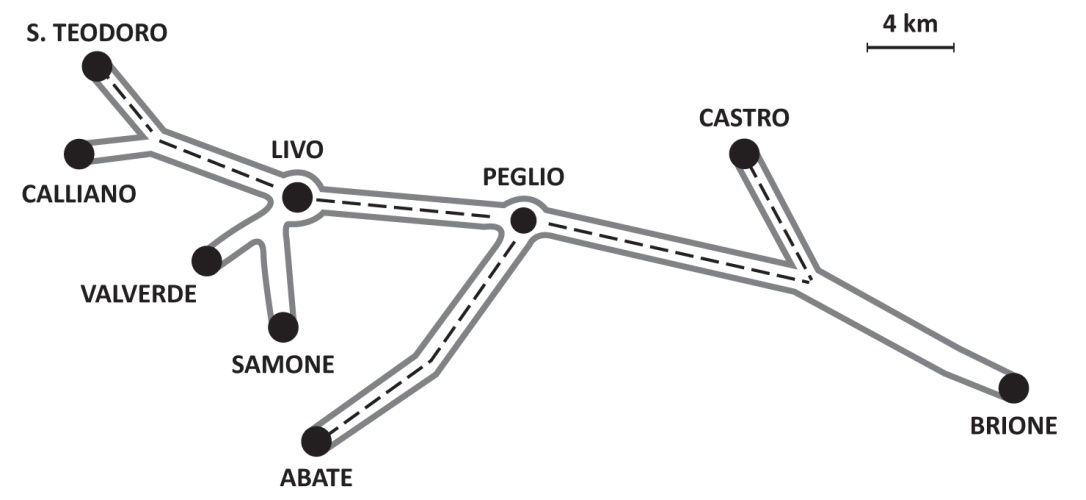 S. TEODORO
4 km
CASTRO
LIVO
PEGLIO
CALLIANO
VALVERDE
SAMONE
BRIONE
ABATE